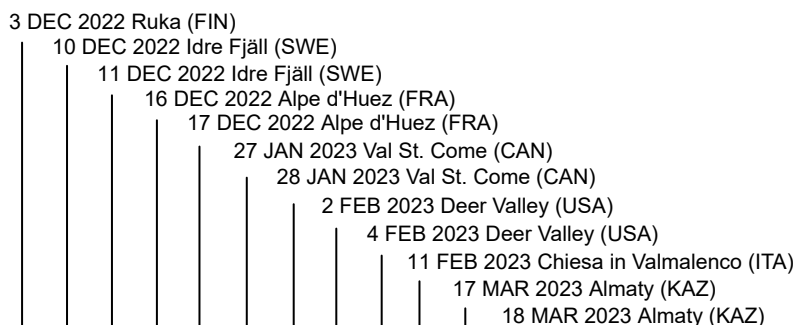 3 DEC 2022 Ruka (FIN)
10 DEC 2022 Idre Fjäll (SWE)
11 DEC 2022 Idre Fjäll (SWE)
16 DEC 2022 Alpe d'Huez (FRA)
17 DEC 2022 Alpe d'Huez (FRA)
27 JAN 2023 Val St. Come (CAN)
28 JAN 2023 Val St. Come (CAN)
2 FEB 2023 Deer Valley (USA)
4 FEB 2023 Deer Valley (USA)
11 FEB 2023 Chiesa in Valmalenco (ITA)
17 MAR 2023 Almaty (KAZ)
18 MAR 2023 Almaty (KAZ)